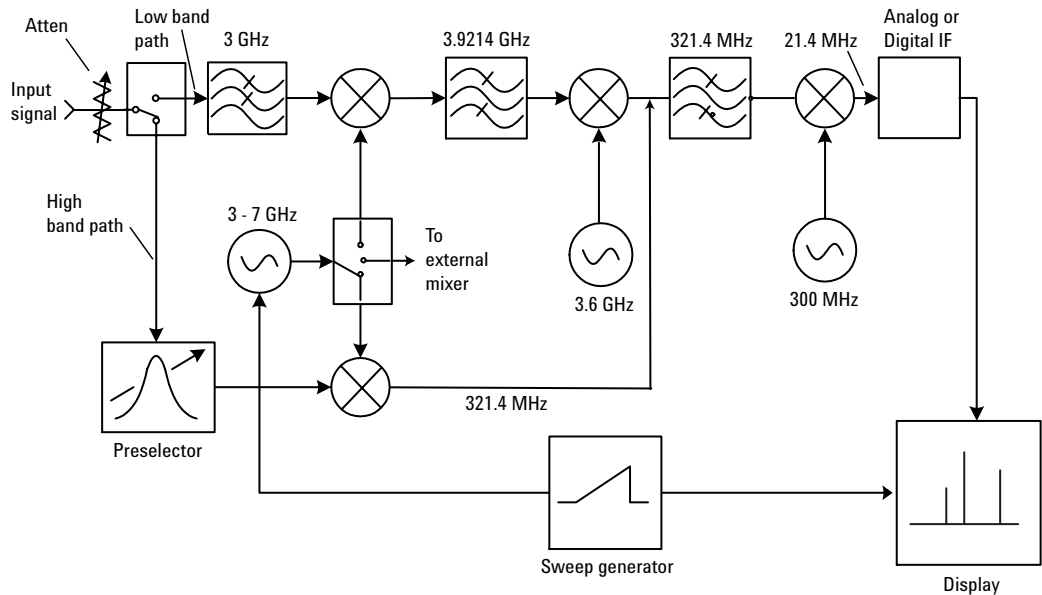 Atten
Low band
path
3 GHz
3.9214 GHz
321.4 MHz
21.4 MHz
Analog or
Digital IF
Input
signal
High
band path
3 - 7 GHz
To
external
mixer
3.6 GHz
300 MHz
321.4 MHz
Preselector
Sweep generator
Display